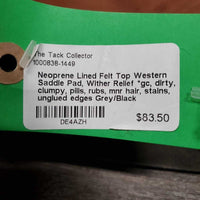 The Tack Collector
1000838-1449
Neoprene Lined Felt Top Western
Saddle Pad, Wither Relief *gc, dirty,
clumpy, pills, rubs, mnr hair, stains,
unglued edges Grey/Black
DE4AZH
$83.50